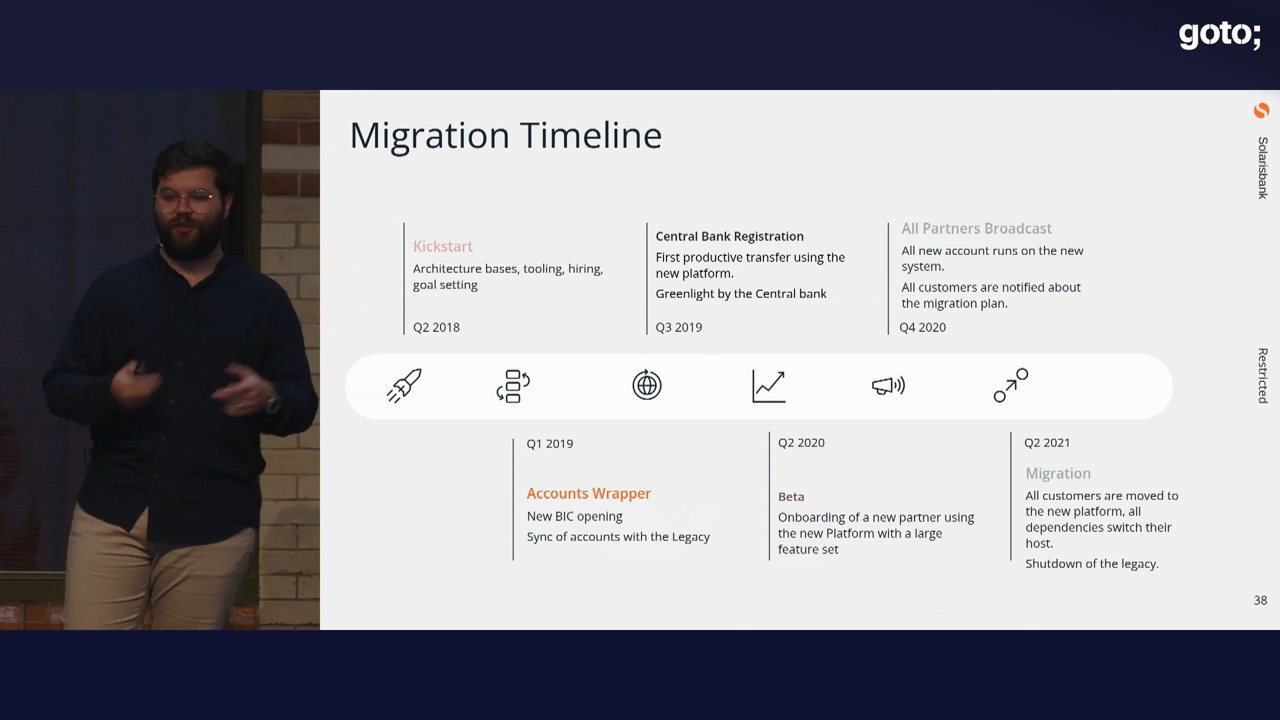 goto;
Migration Timeline
Solarisbank
Restricted
Kickstart
Architecture bases, tooling, hiring,
goal setting
Q2 2018
Central Bank Registration
First productive transfer using the
new platform.
Greenlight by the Central bank
Q3 2019
All Partners Broadcast
All new account runs on the new
system.
All customers are notified about
the migration plan.
Q4 2020
Q1 2019
Accounts Wrapper
New BIC opening
Sync of accounts with the Legacy
Q2 2020
Beta
Onboarding of a new partner using
the new Platform with a large
feature set
Q2 2021
Migration
All customers are moved to
the new platform, all
dependencies switch their
host.
Shutdown of the legacy.
38